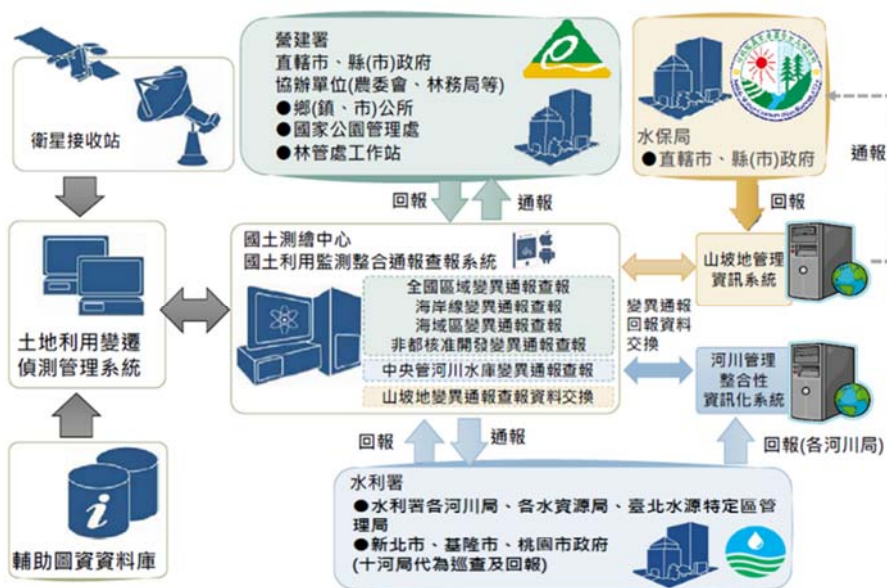 衛星接收站
土地利用變遷
偵測管理系統
輔助圖資資料庫
營建署
直轄市、縣(市)政府
協辦單位(農委會、林務局等)
●鄉(鎮、市)公所
●國家公園管理處
●林管處工作站
回報
通報
國土測繪中心
國土利用監測整合通報查報系統
全國區域變異通報查報
海岸線變異通報查報
海域區變異通報查報
非都核准開發變異通報查報
中央管河川水庫變異通報查報
山坡地變異通報查報資料交換
回報
通報
水利署
●水利署各河川局、各水資源局、臺北水源特定區管
理局
●新北市、基隆市、桃園市政府
(十河局代為巡查及回報)
水保局
●直轄市、縣(市)政府
回報
通報
山坡地管理
資訊系統
變異通報
回報資料
交換
河川管理
整合性
資訊化系統
回報(各河川局)